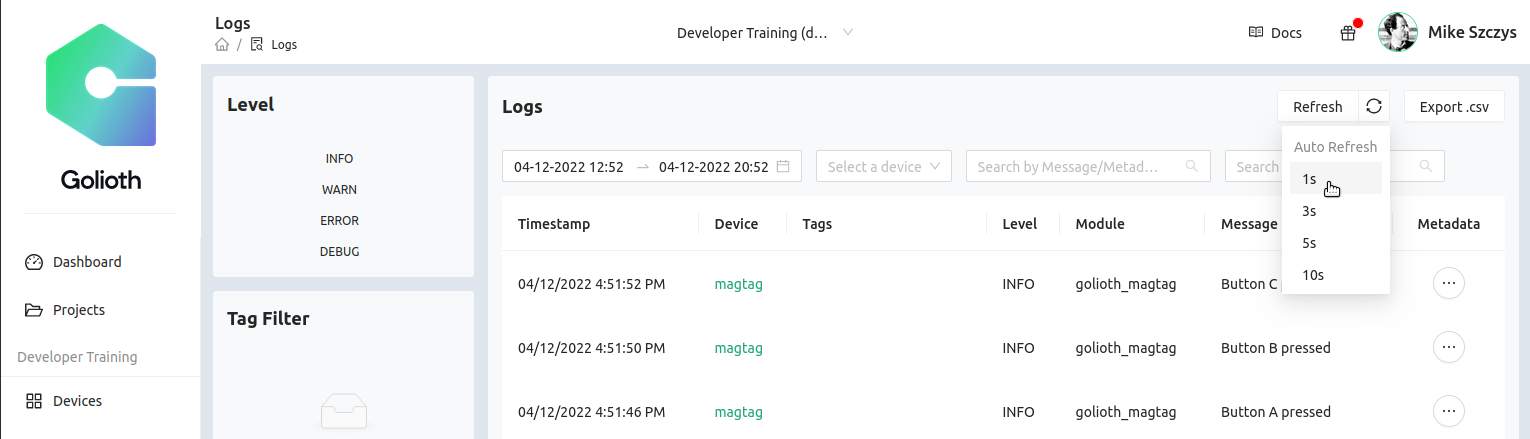 Golioth
Dashboard
Projects
Developer Training
Devices
Logs
/ Logs
Developer Training (d...
Docs
Mike Szczys
Level
INFO
WARN
ERROR
DEBUG
Tag Filter
Logs
Refresh
Export .csv
Auto Refresh
1s
3s
5s
10s
04-12-2022 12:52 → 04-12-2022 20:52
Select a device
Search by Message/Metad...
Search
Timestamp Device Tags Level Module Message Metadata
04/12/2022 4:51:52 PM magtag INFO golioth_magtag Button C ...
04/12/2022 4:51:50 PM magtag INFO golioth_magtag Button B pressed ...
04/12/2022 4:51:46 PM magtag INFO golioth_magtag Button A pressed ...